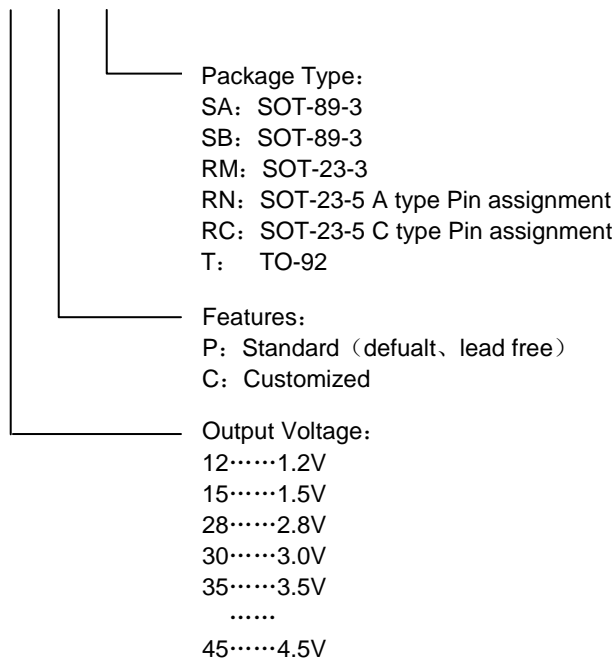 Package Type：
SA：SOT-89-3
SB：SOT-89-3
RM：SOT-23-3
RN：SOT-23-5 A type Pin assignment
RC：SOT-23-5 C type Pin assignment
T： TO-92
Features：
P：Standard（defualt、lead free）
C：Customized
Output Voltage：
12……1.2V
15……1.5V
28……2.8V
30……3.0V
35……3.5V
……
45……4.5V